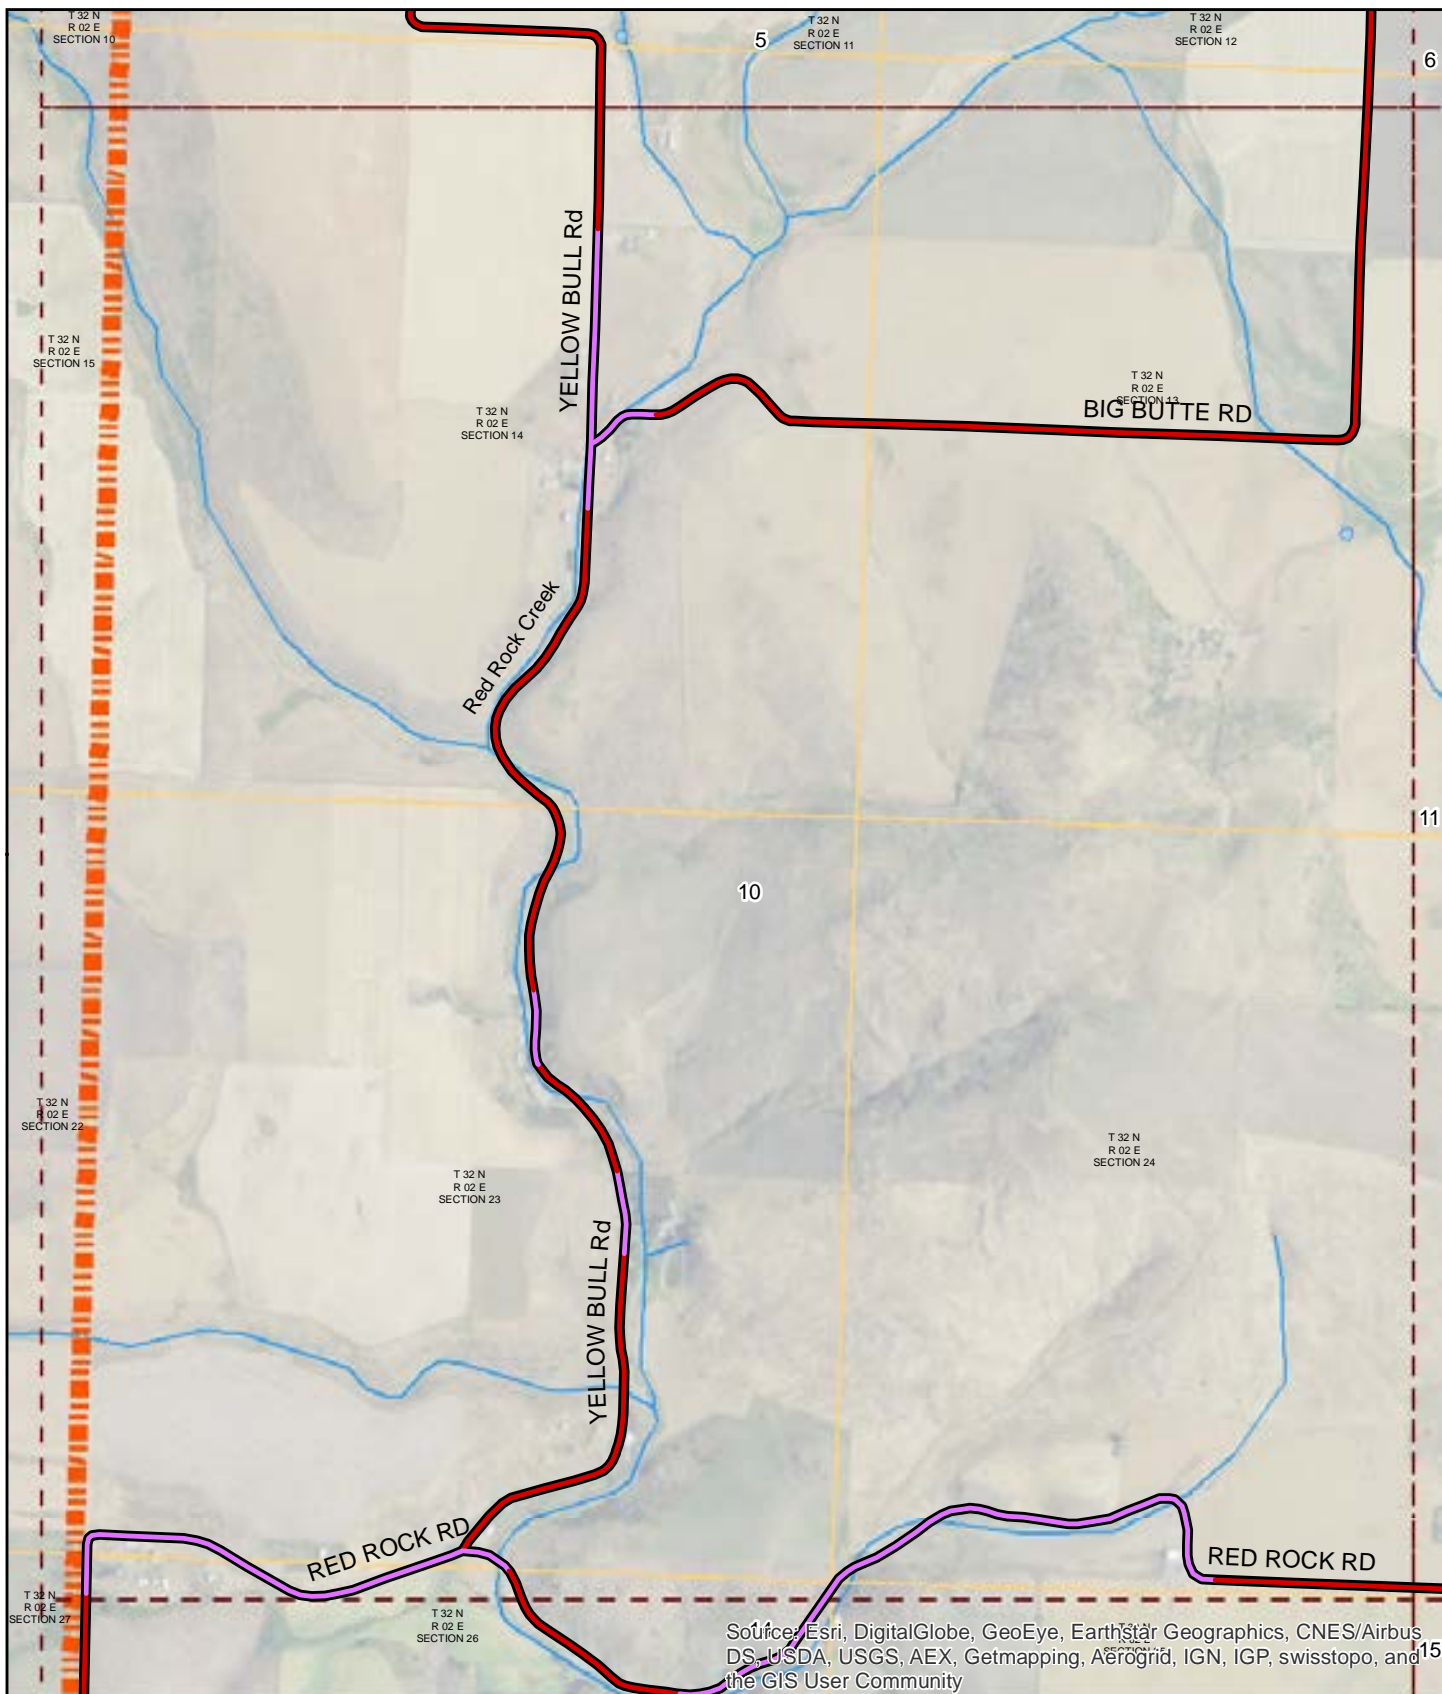 T 32 N
R 02 E
SECTION 10
5
T 32 N
R 02 E
SECTION 11
T 32 N
R 02 E
SECTION 12
6
YELLOW BULL Rd
T 32 N
R 02 E
SECTION 15
T 32 N
R 02 E
SECTION 14
T 32 N
R 02 E
SECTION 13
BIG BUTTE RD
Red Rock Creek
11
10
T 32 N
R 02 E
SECTION 22
T 32 N
R 02 E
SECTION 23
T 32 N
R 02 E
SECTION 24
YELLOW BULL Rd
RED ROCK RD
RED ROCK RD
T 32 N
R 02 E
SECTION 27
T 32 N
R 02 E
SECTION 26
15
Source: Esri, DigitalGlobe, GeoEye, Earthstar Geographics, CNES/Airbus
DS, USDA, USGS, AEX, Getmapping, Aerogrid, IGN, IGP, swisstopo, and
the GIS User Community